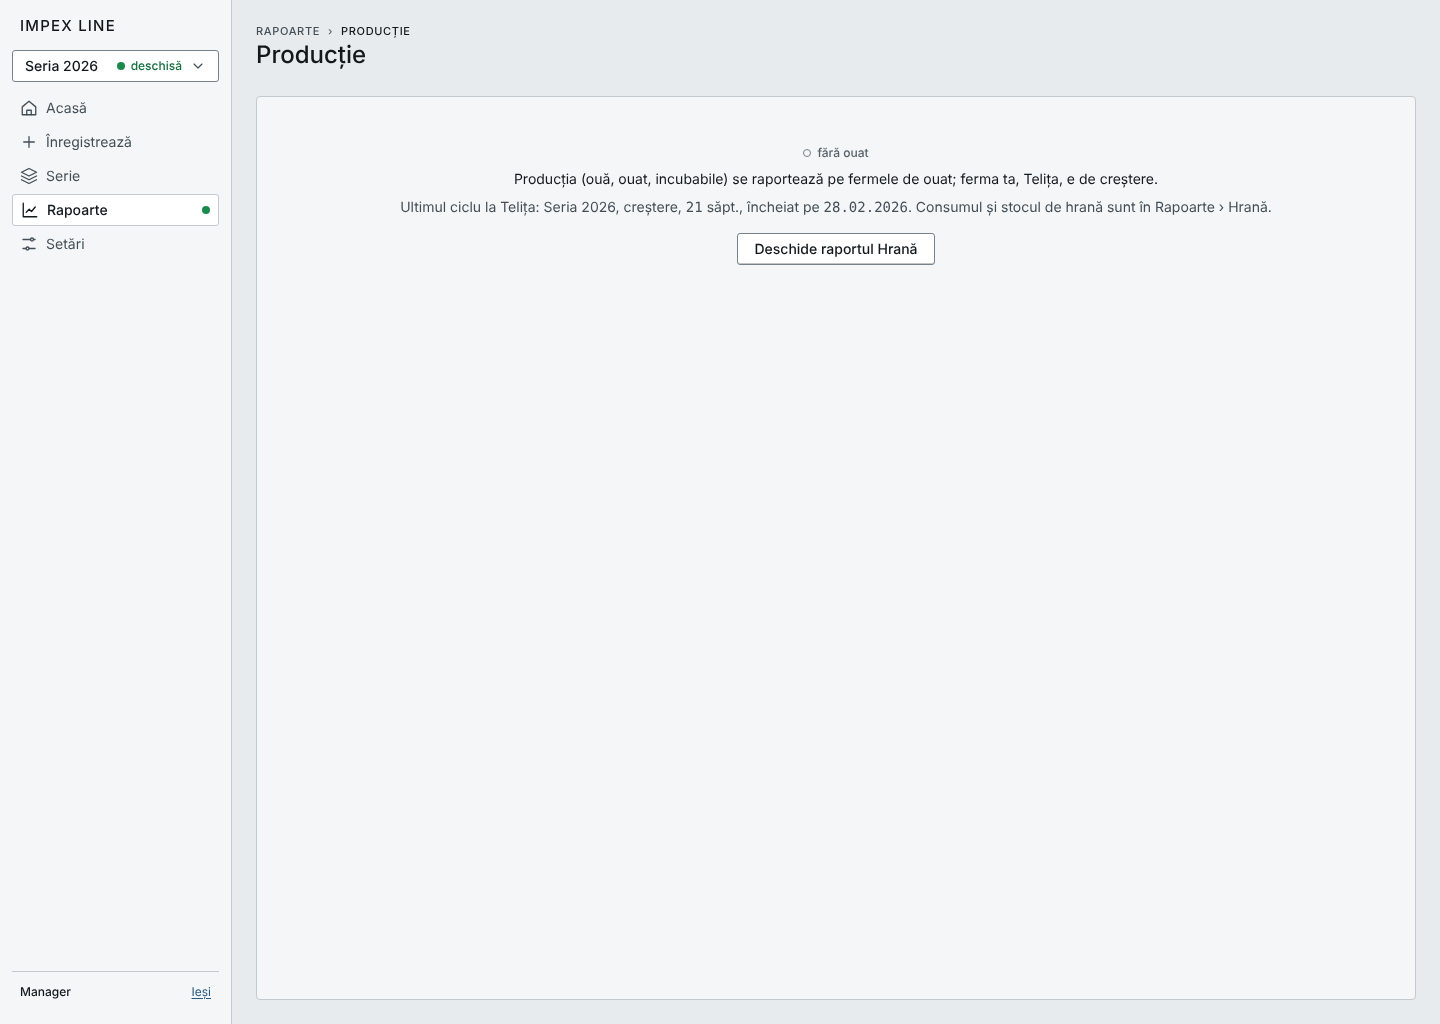 IMPEX LINE
Seria 2026 deschisă
Acasă
Înregistrează
Serie
Rapoarte
Setări
Manager Ieși
RAPOARTE › PRODUCȚIE
Producție
fără ouat
Producția (ouă, ouat, incubabile) se raportează pe fermele de ouat; ferma ta, Telița, e de creștere.
Ultimul ciclu la Telița: Seria 2026, creștere, 21 săpt., încheiat pe 28.02.2026. Consumul și stocul de hrană sunt în Rapoarte › Hrană.
Deschide raportul Hrană